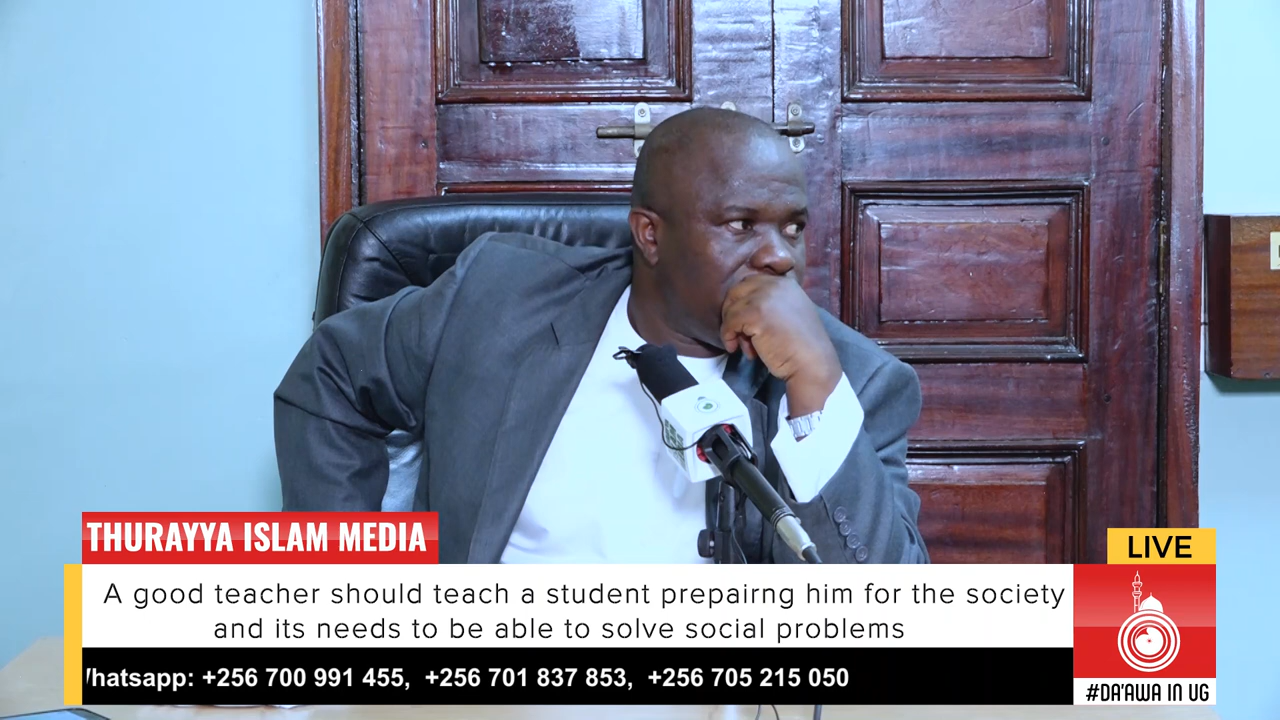 THURAYYA ISLAM MEDIA
LIVE
A good teacher should teach a student prepairng him for the society
and its needs to be able to solve social problems
hatsapp: +256 700 991 455, +256 701 837 853, +256 705 215 050
#DA'AWA IN UG